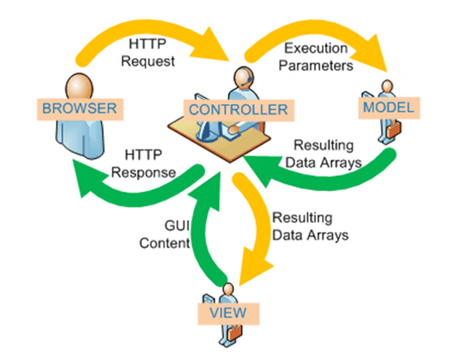 HTTP
Request
Execution
Parameters
BROWSER
CONTROLLER
MODEL
HTTP
Response
Resulting
Data Arrays
GUI
Content
Resulting
Data Arrays
VIEW